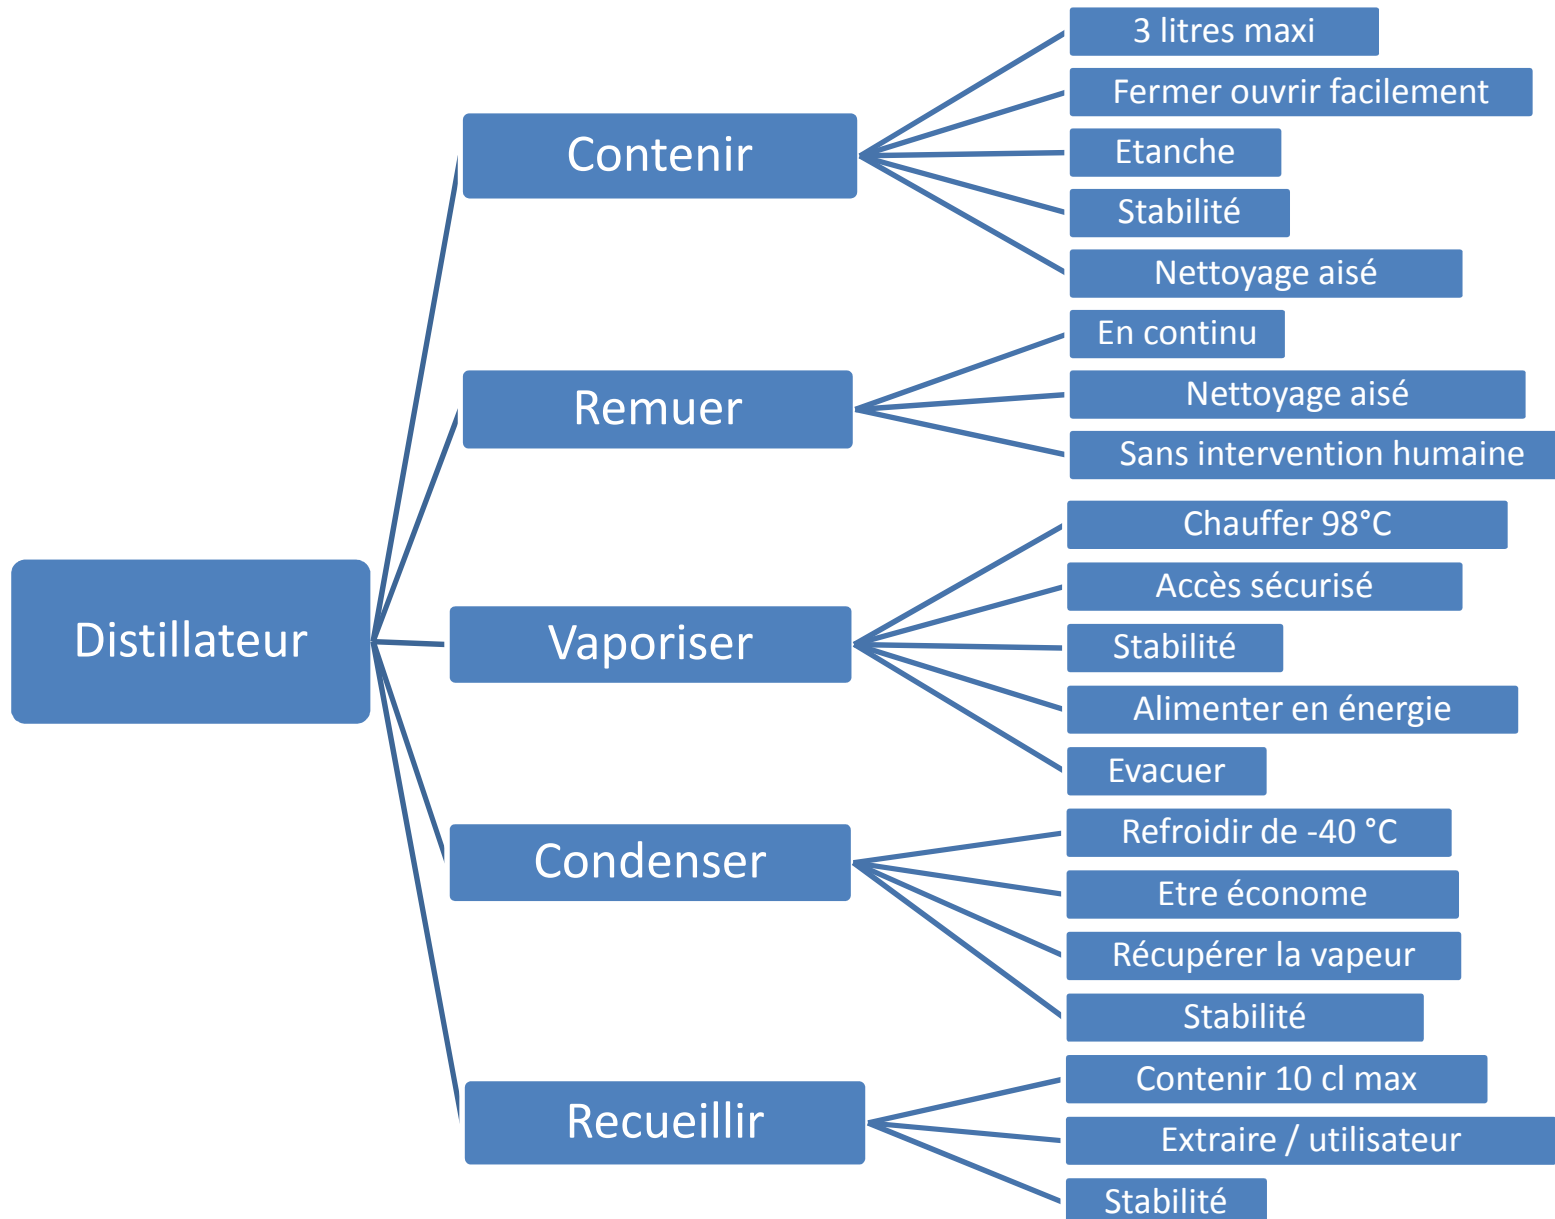 Distillateur
Contenir
3 litres maxi
Fermer ouvrir facilement
Etanche
Stabilité
Nettoyage aisé
Remuer
En continu
Nettoyage aisé
Sans intervention humaine
Vaporiser
Chauffer 98°C
Accès sécurisé
Stabilité
Alimenter en énergie
Evacuer
Condenser
Refroidir de -40 °C
Etre économe
Récupérer la vapeur
Stabilité
Recueillir
Contenir 10 cl max
Extraire / utilisateur
Stabilité